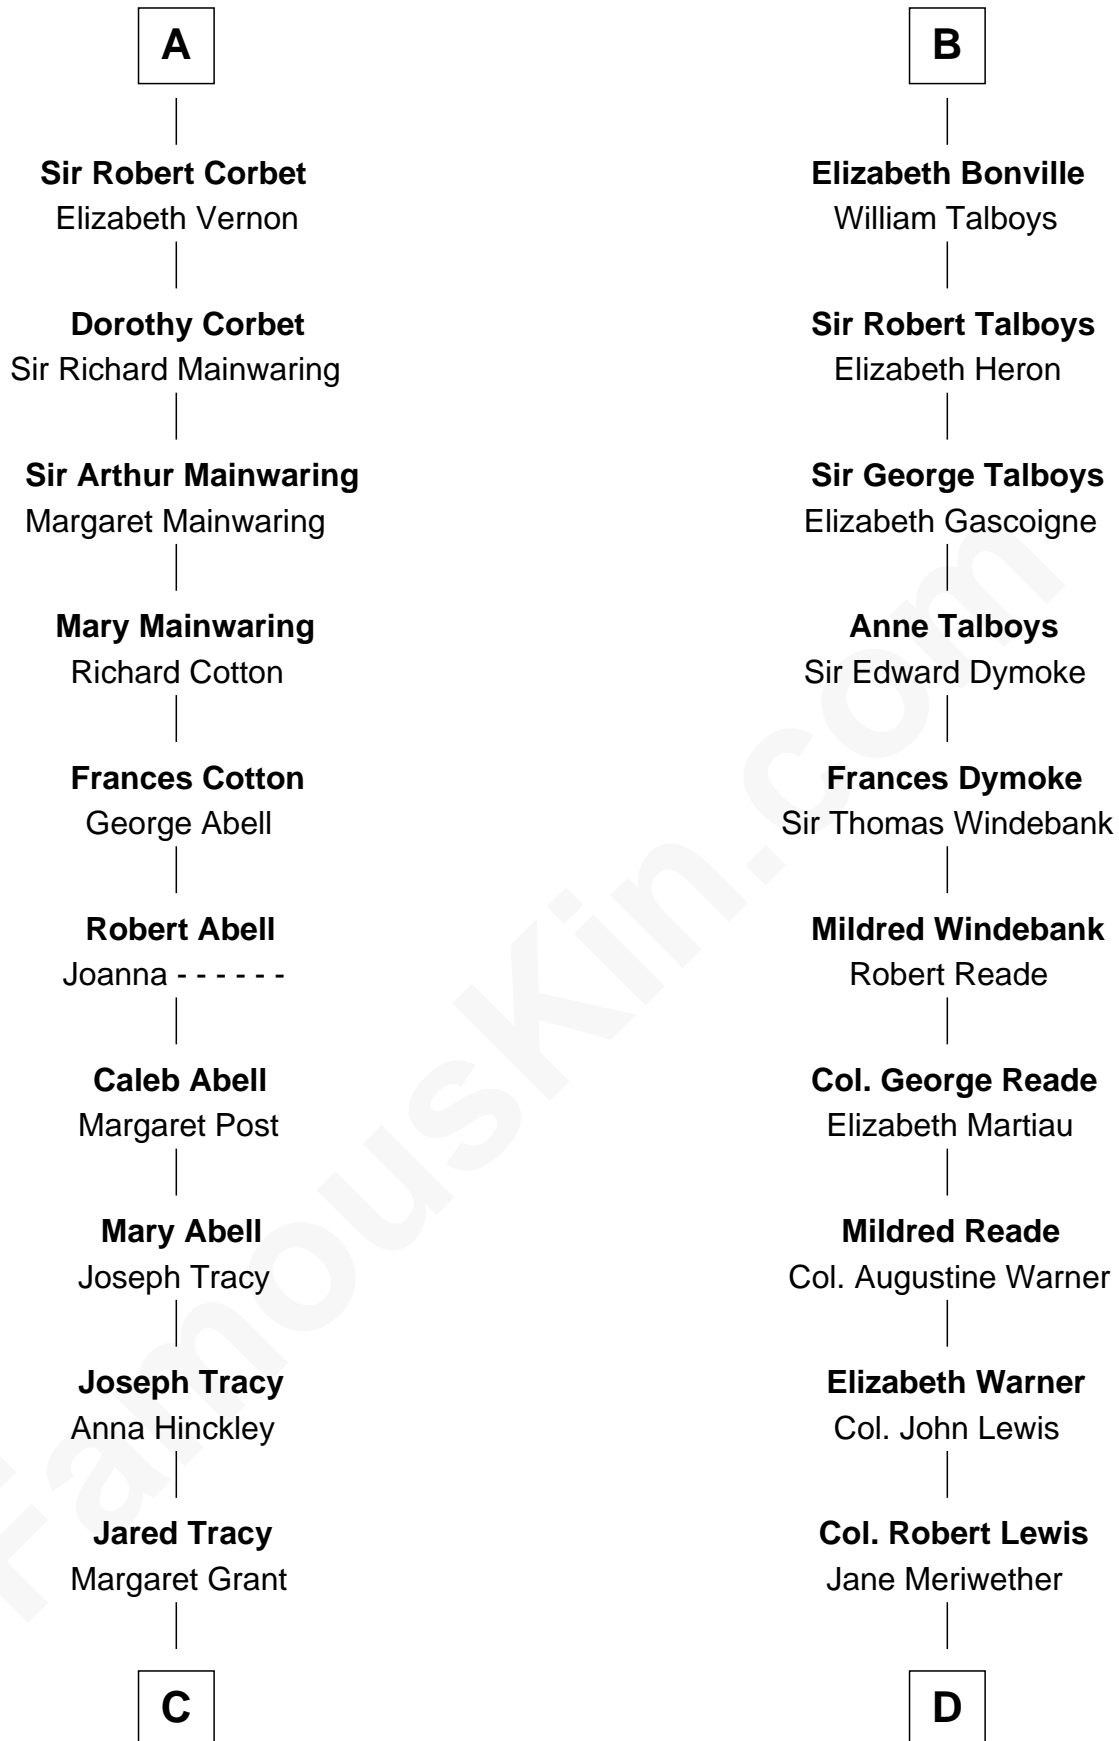 A
Sir Robert Corbet
Elizabeth Vernon
Dorothy Corbet
Sir Richard Mainwaring
Sir Arthur Mainwaring
Margaret Mainwaring
Mary Mainwaring
Richard Cotton
Frances Cotton
George Abell
Robert Abell
Joanna - - - - - -
Caleb Abell
Margaret Post
Mary Abell
Joseph Tracy
Joseph Tracy
Anna Hinckley
Jared Tracy
Margaret Grant
C
B
Elizabeth Bonville
William Talboys
Sir Robert Talboys
Elizabeth Heron
Sir George Talboys
Elizabeth Gascoigne
Anne Talboys
Sir Edward Dymoke
Frances Dymoke
Sir Thomas Windebank
Mildred Windebank
Robert Reade
Col. George Reade
Elizabeth Martiau
Mildred Reade
Col. Augustine Warner
Elizabeth Warner
Col. John Lewis
Col. Robert Lewis
Jane Meriwether
D
FamousKin.com